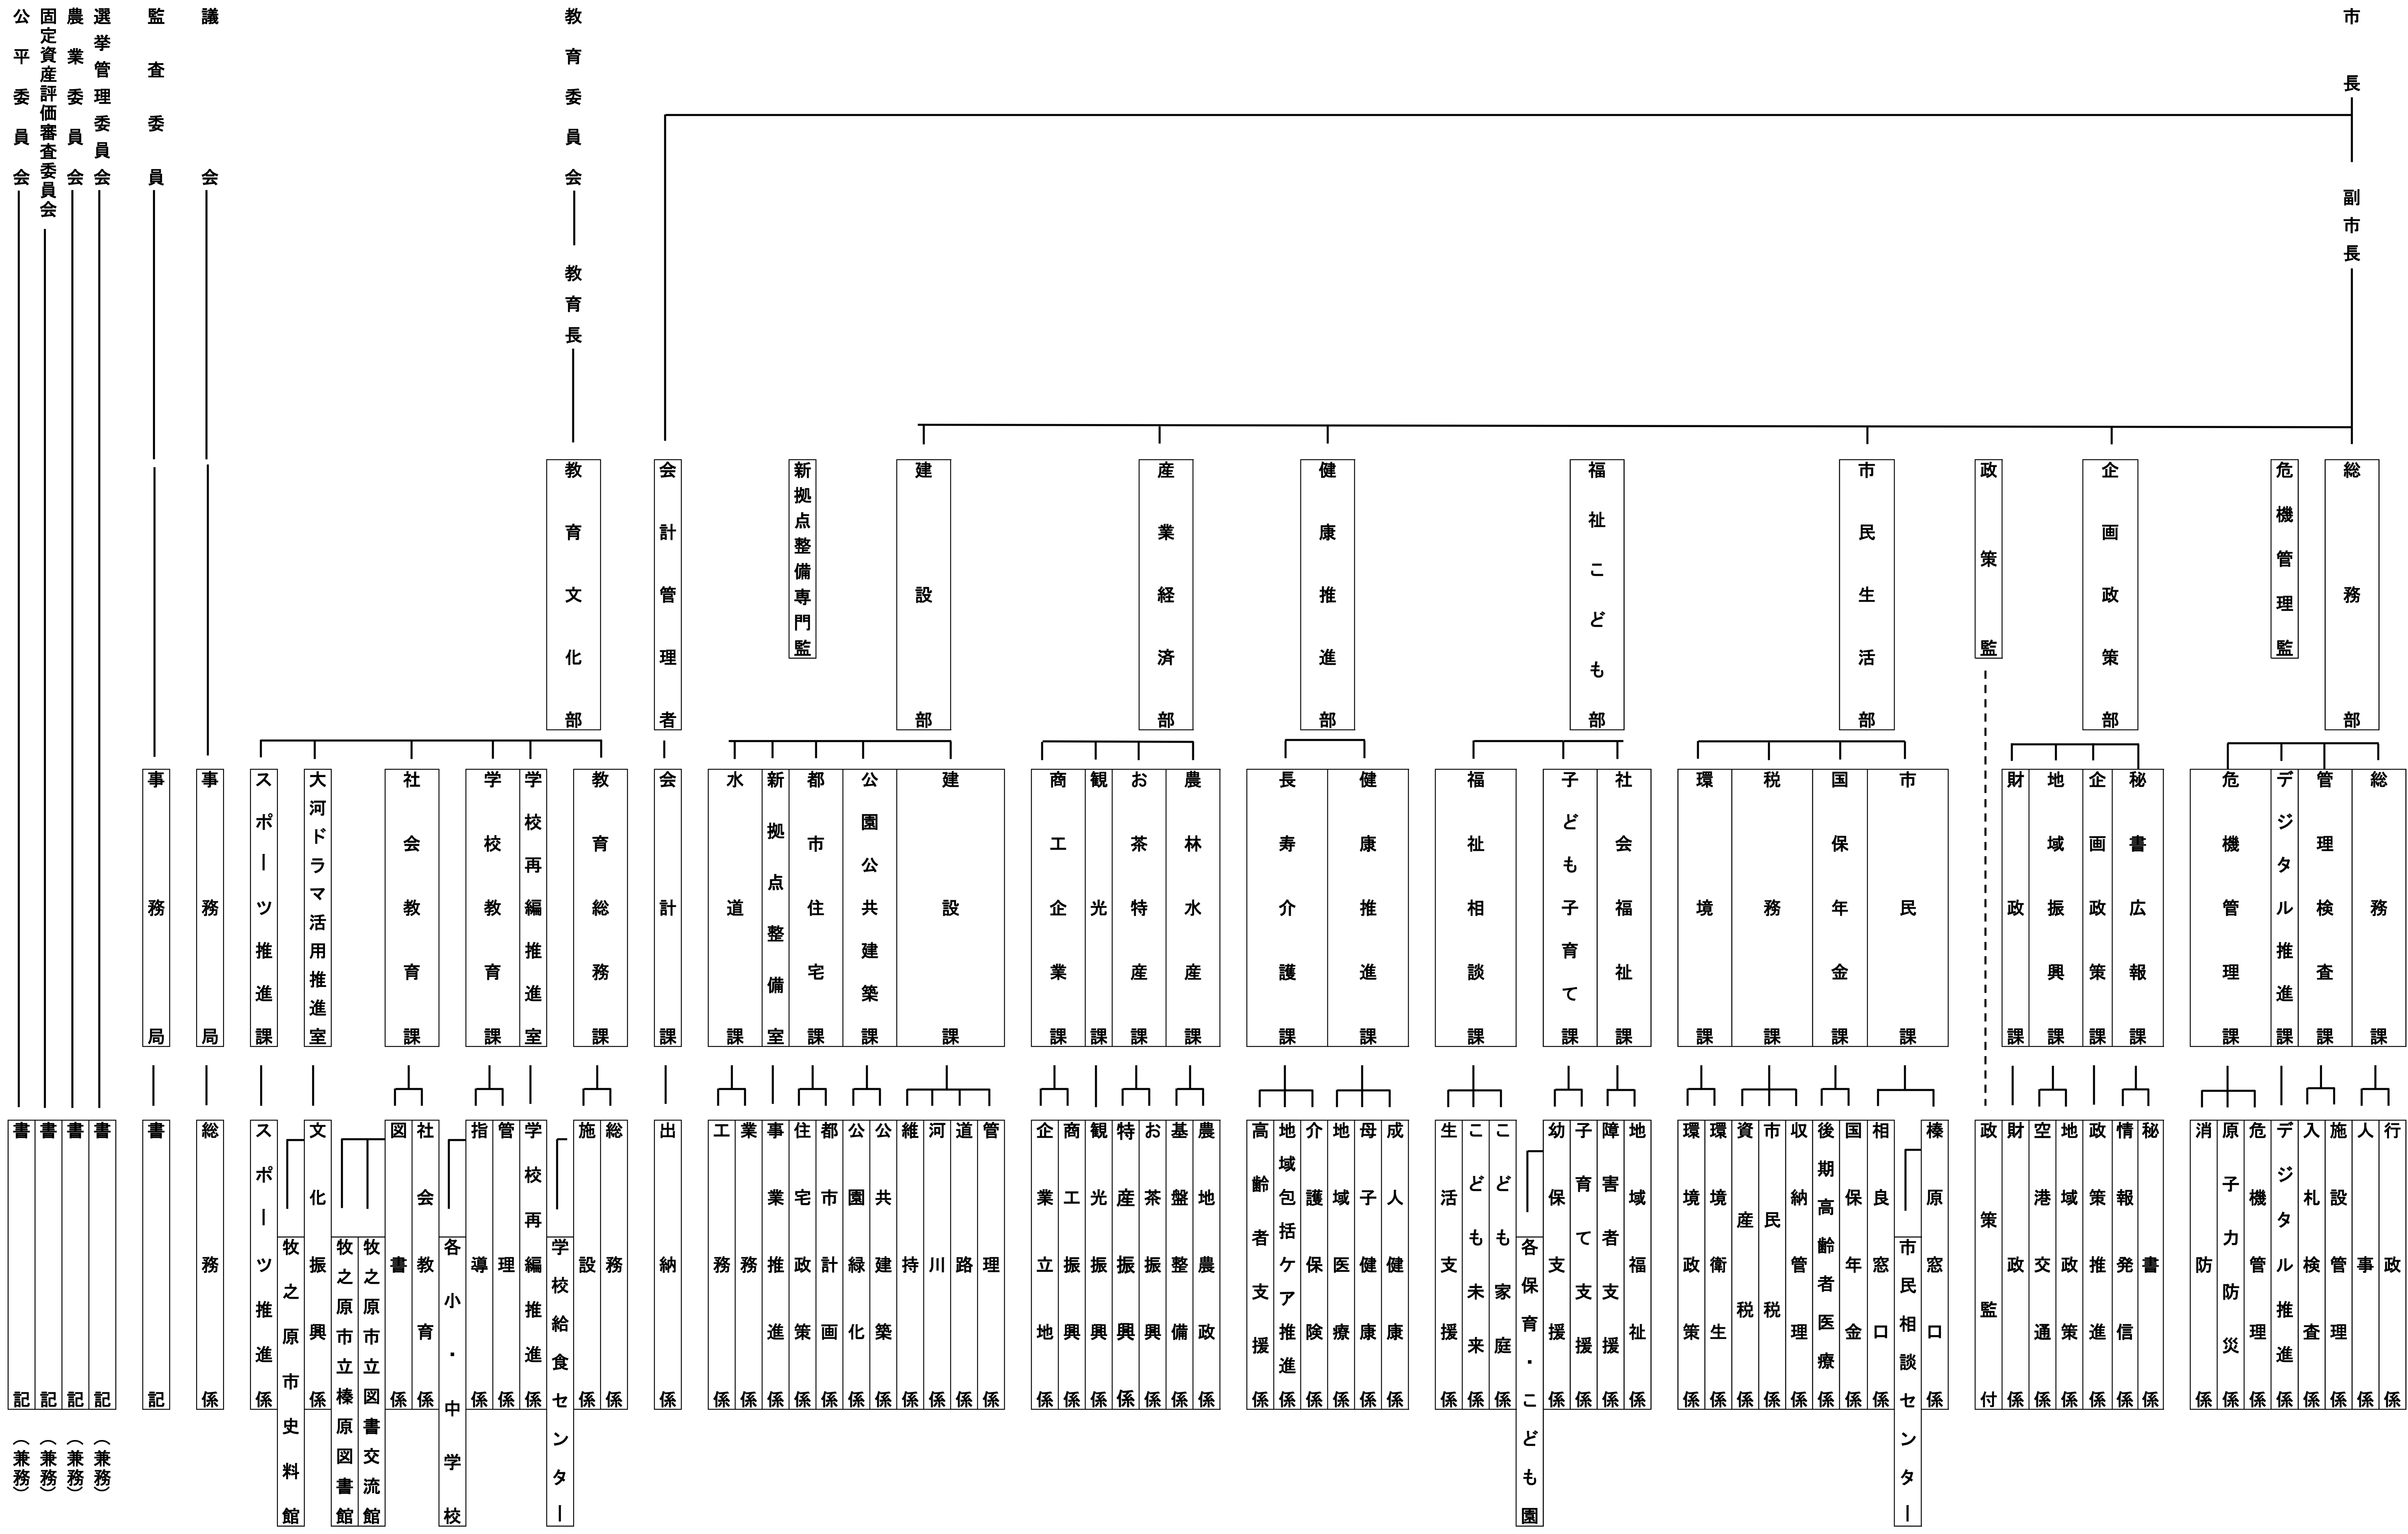 市長
副市長
教育委員会
教育長
議会
監査委員
選挙管理委員会
農業委員会
固定資産評価審査委員会
公平委員会
総務部
危機管理監
企画政策部
政策監
市民生活部
福祉こども部
健康推進部
産業経済部
建設部
新拠点整備専門監
会計管理者
教育文化部
総務課
管理検査課
デジタル推進課
危機管理課
秘書広報課
企画政策課
地域振興課
財政課
市民課
国保年金課
税務課
環境課
社会福祉課
子ども子育て課
福祉相談課
健康推進課
長寿介護課
農林水産課
お茶特産課
観光課
商工企業課
建設課
公園公共建築課
都市住宅課
新拠点整備室
水道課
会計課
教育総務課
学校再編推進室
学校教育課
社会教育課
大河ドラマ活用推進室
スポーツ推進課
事務局
事務局
行政係
人事係
施設管理係
入札検査係
デジタル推進係
危機管理係
原子力防災係
消防係
秘書係
情報発信係
政策推進係
地域政策係
空港交通係
財政係
政策監付
榛原窓口係
市民相談センター
相良窓口係
国保年金係
後期高齢者医療係
収納管理係
市民税係
資産税係
環境衛生係
環境政策係
地域福祉係
障害者支援係
子育て支援係
幼保支援係
各保育・こども園
こども家庭係
こども未来係
生活支援係
成人健康係
母子健康係
地域医療係
介護保険係
地域包括ケア推進係
高齢者支援係
農地農政係
基盤整備係
お茶振興係
特産振興係
観光振興係
商工振興係
企業立地係
管理係
道路係
河川係
維持係
公共建築係
公園緑化係
都市計画係
住宅政策係
事業推進係
業務係
工務係
出納係
総務係
施設係
学校給食センター
学校再編推進係
管理係
指導係
各小・中学校
社会教育係
図書係
牧之原市立図書交流館
牧之原市立榛原図書館
文化振興係
牧之原市史料館
スポーツ推進係
総務係
書記
書記
(兼務)
書記
(兼務)
書記
(兼務)
書記
(兼務)